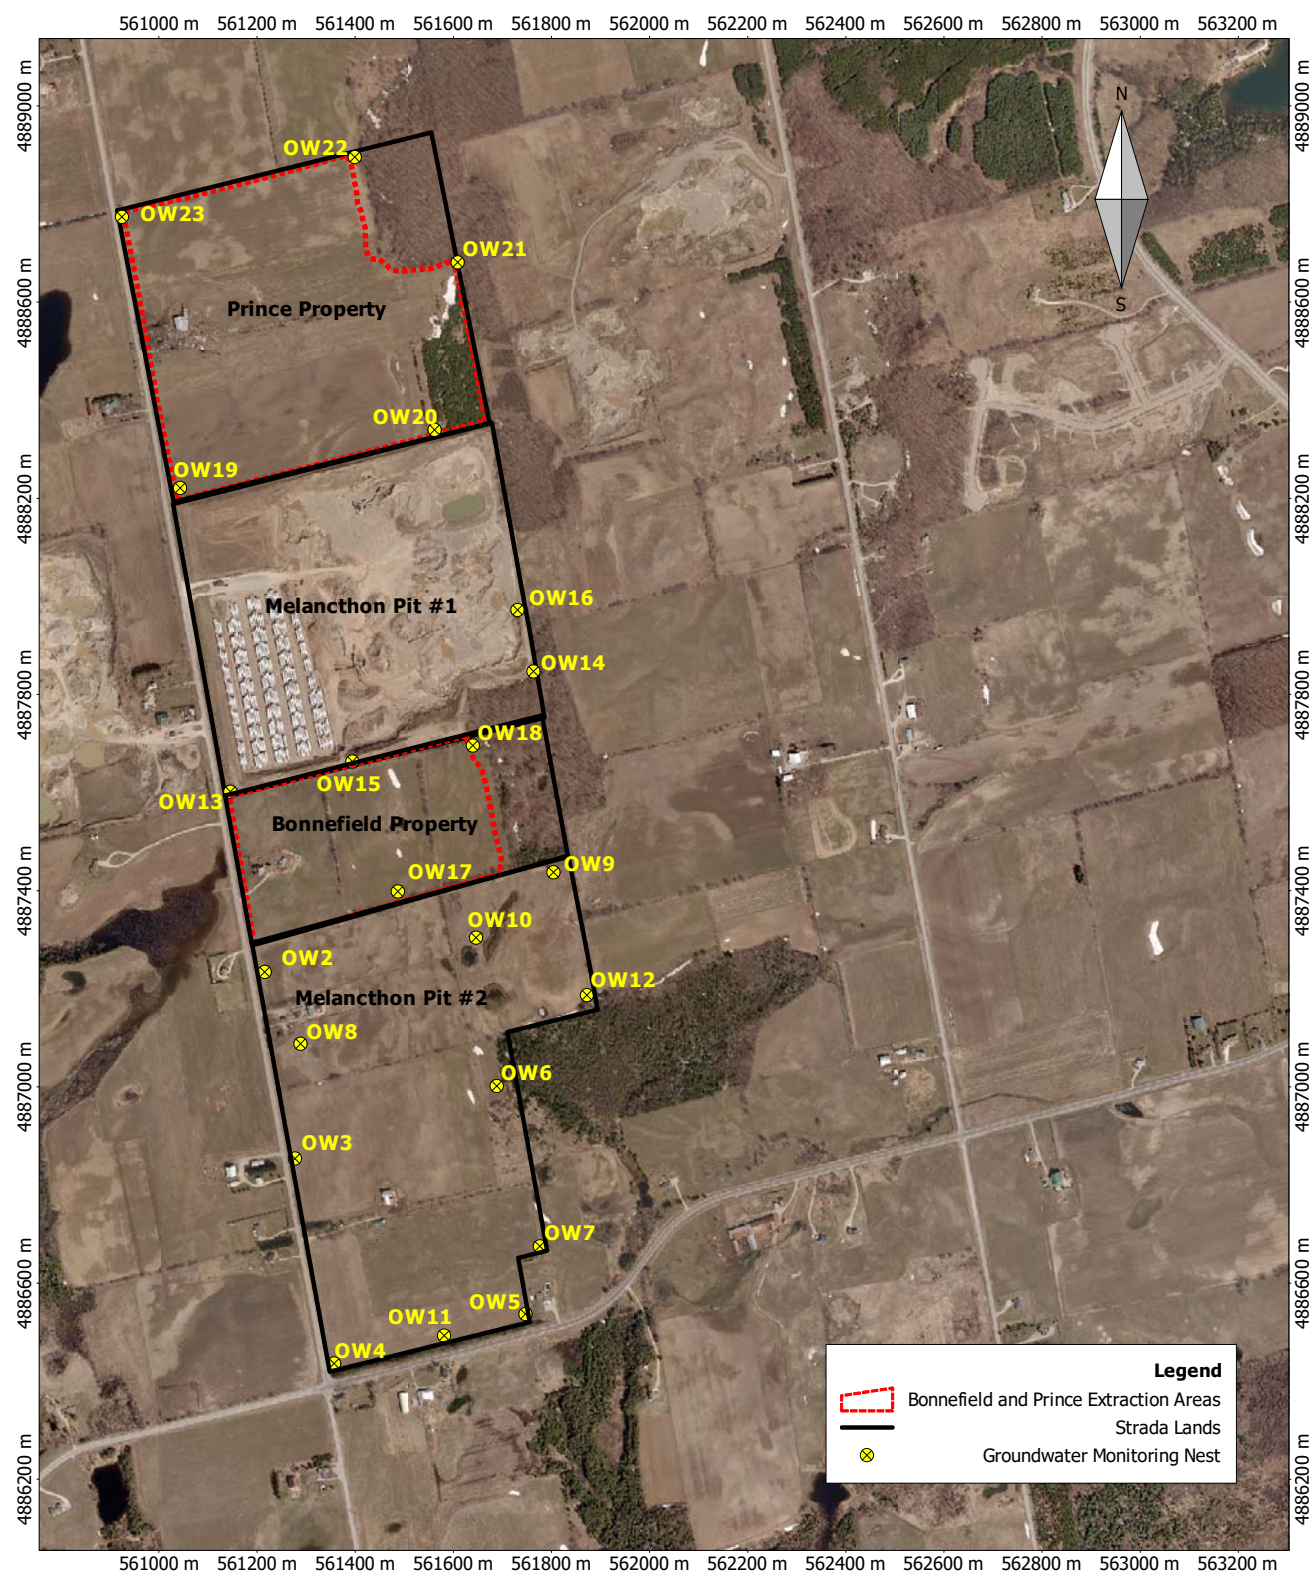 561000 m 561200 m 561400 m 561600 m 561800 m 562000 m 562200 m 562400 m 562600 m 562800 m 563000 m 563200 m
4889000 m
4888600 m
4888200 m
4887800 m
4887400 m
4887000 m
4886600 m
4886200 m
N
S
OW22
OW23
OW21
Prince Property
OW20
OW19
OW16
Melancthon Pit #1
OW14
OW18
OW15
OW13
Bonnefield Property
OW9
OW17
OW10
OW2
OW12
Melancthon Pit #2
OW8
OW6
OW3
OW7
OW5
OW11
OW4
Legend
Bonnefield and Prince Extraction Areas
Strada Lands
Groundwater Monitoring Nest
4889000 m
4888600 m
4888200 m
4887800 m
4887400 m
4887000 m
4886600 m
4886200 m
561000 m 561200 m 561400 m 561600 m 561800 m 562000 m 562200 m 562400 m 562600 m 562800 m 563000 m 563200 m